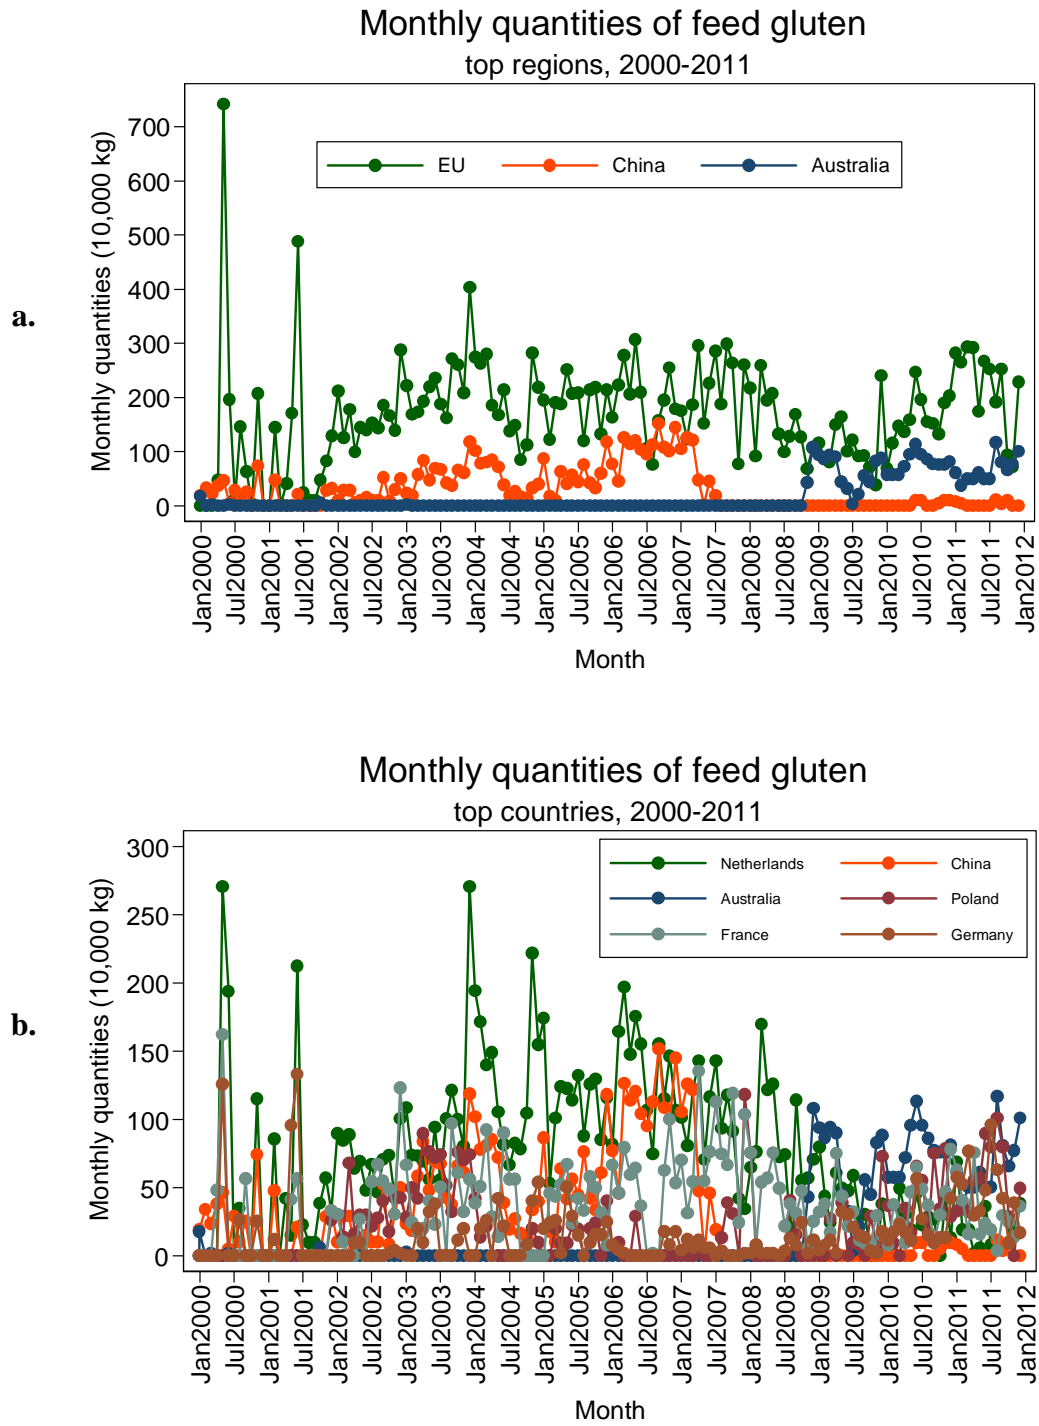 Monthly quantities of feed gluten
top regions, 2000-2011
a.
Monthly quantities (10,000 kg)
700
600
500
400
300
200
100
0
EU China Australia
Jan2000 Jul2000 Jan2001 Jul2001 Jan2002 Jul2002 Jan2003 Jul2003 Jan2004 Jul2004 Jan2005 Jul2005 Jan2006 Jul2006 Jan2007 Jul2007 Jan2008 Jul2008 Jan2009 Jul2009 Jan2010 Jul2010 Jan2011 Jul2011 Jan2012
Month
Monthly quantities of feed gluten
top countries, 2000-2011
b.
Monthly quantities (10,000 kg)
300
250
200
150
100
50
0
Netherlands China
Australia Poland
France Germany
Jan2000 Jul2000 Jan2001 Jul2001 Jan2002 Jul2002 Jan2003 Jul2003 Jan2004 Jul2004 Jan2005 Jul2005 Jan2006 Jul2006 Jan2007 Jul2007 Jan2008 Jul2008 Jan2009 Jul2009 Jan2010 Jul2010 Jan2011 Jul2011 Jan2012
Month